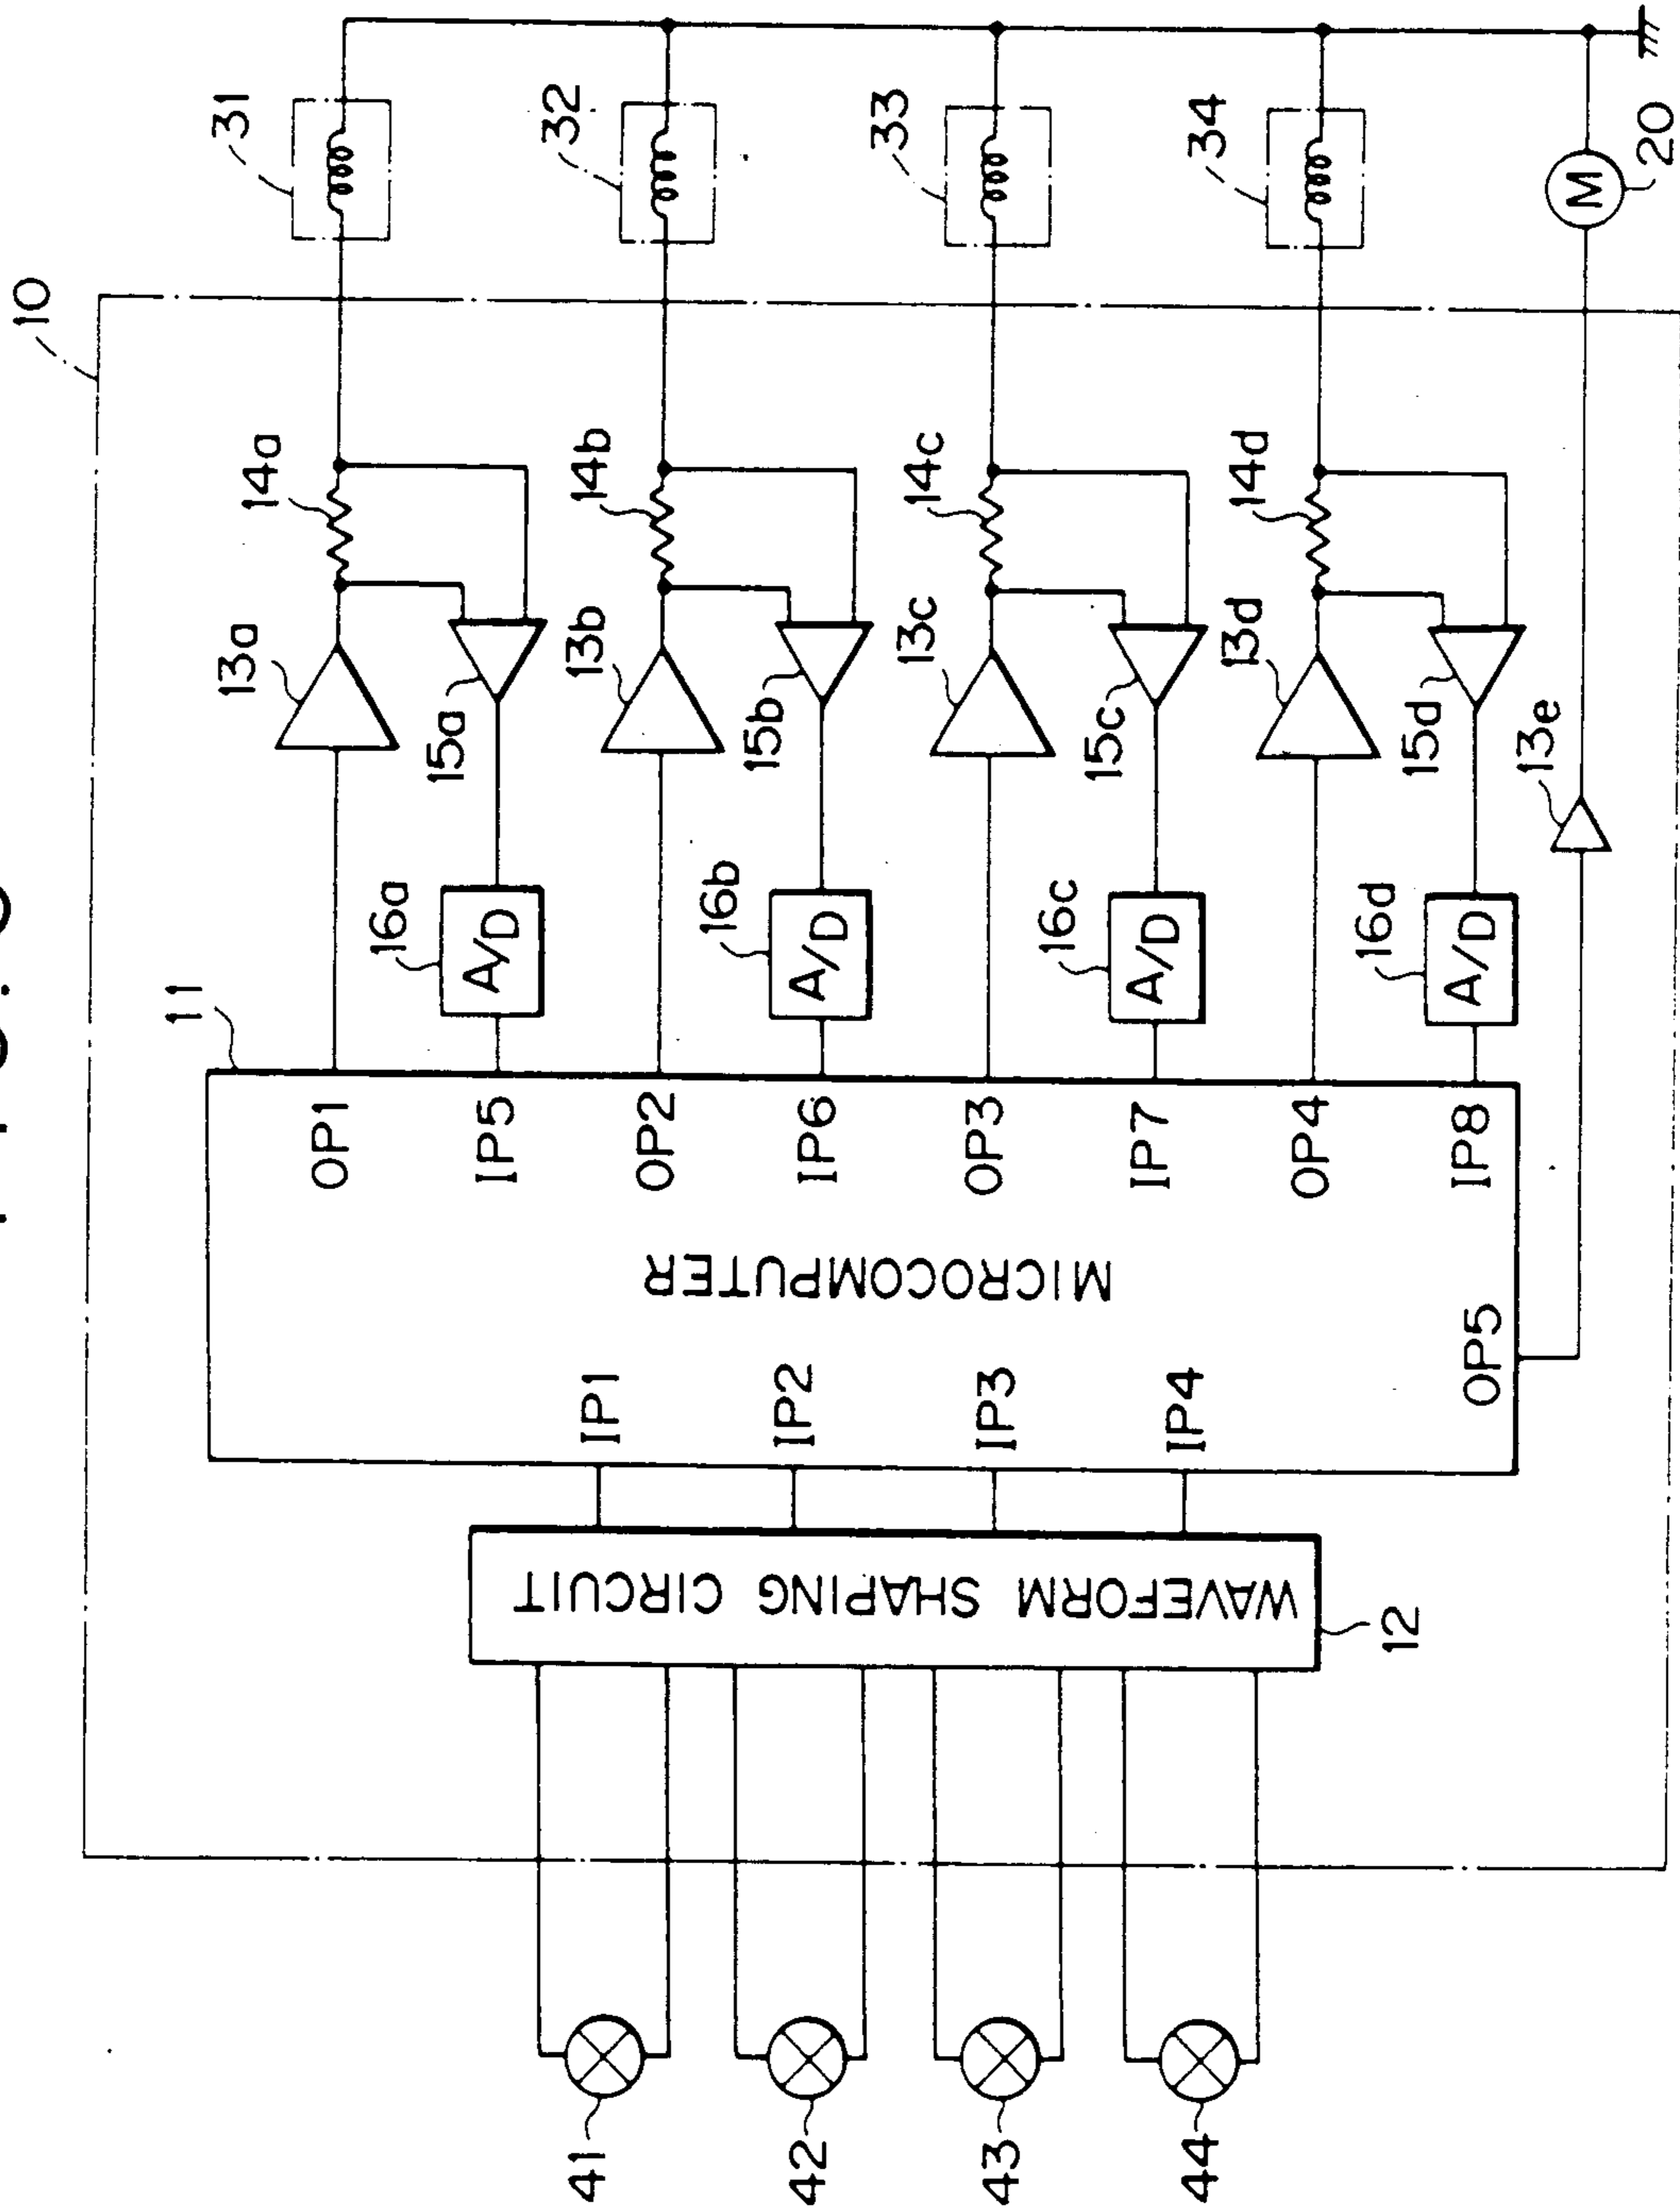 10
31
32
33
34
20
M
14a
14b
14c
14d
13a
13b
13c
13d
13e
15a
15b
15c
15d
16a
16b
16c
16d
A/D
A/D
A/D
A/D
11
OP1
IP5
OP2
IP6
OP3
IP7
OP4
IP8
OP5
MICROCOMPUTER
IP1
IP2
IP3
IP4
WAVEFORM SHAPING CIRCUIT
12
41
42
43
44